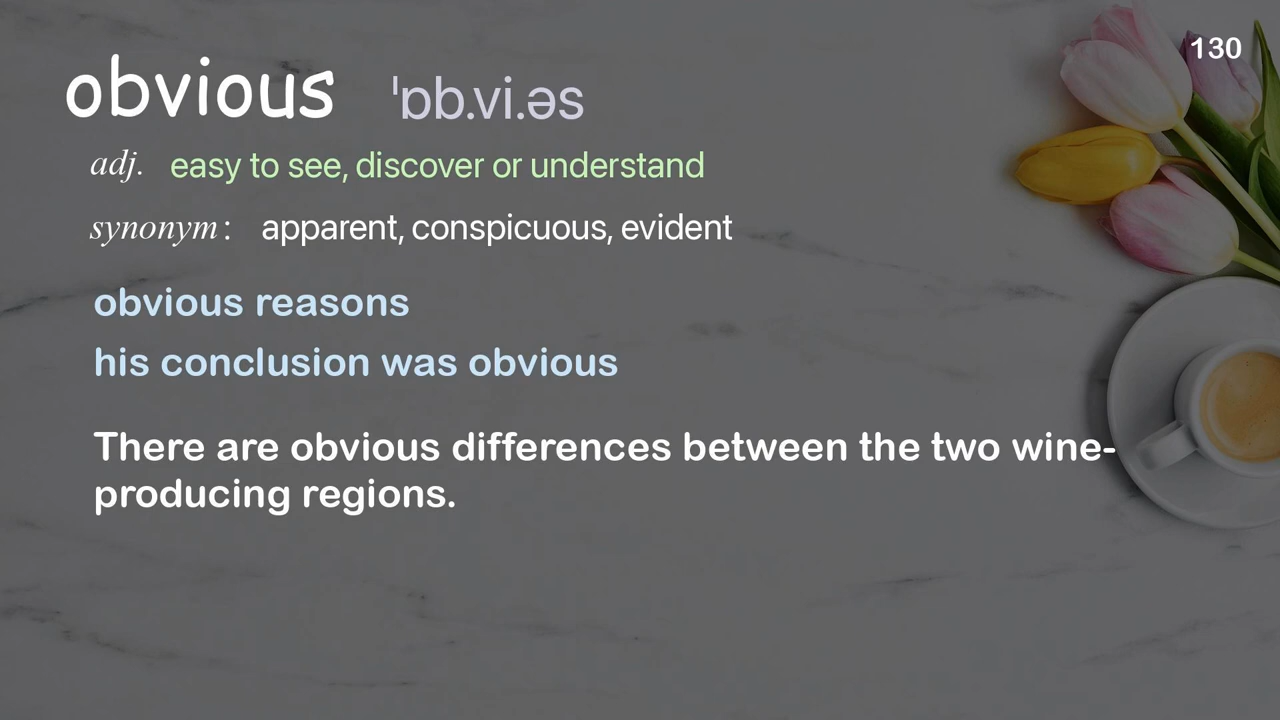 130
obvious ˈɒb.vi.əs
adj. easy to see, discover or understand
synonym: apparent, conspicuous, evident
obvious reasons
his conclusion was obvious
There are obvious differences between the two wine-
producing regions.